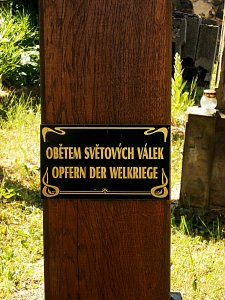 OBĚTEM SVĚTOVÝCH VÁLEK
OPFERN DER WELKRIEGE